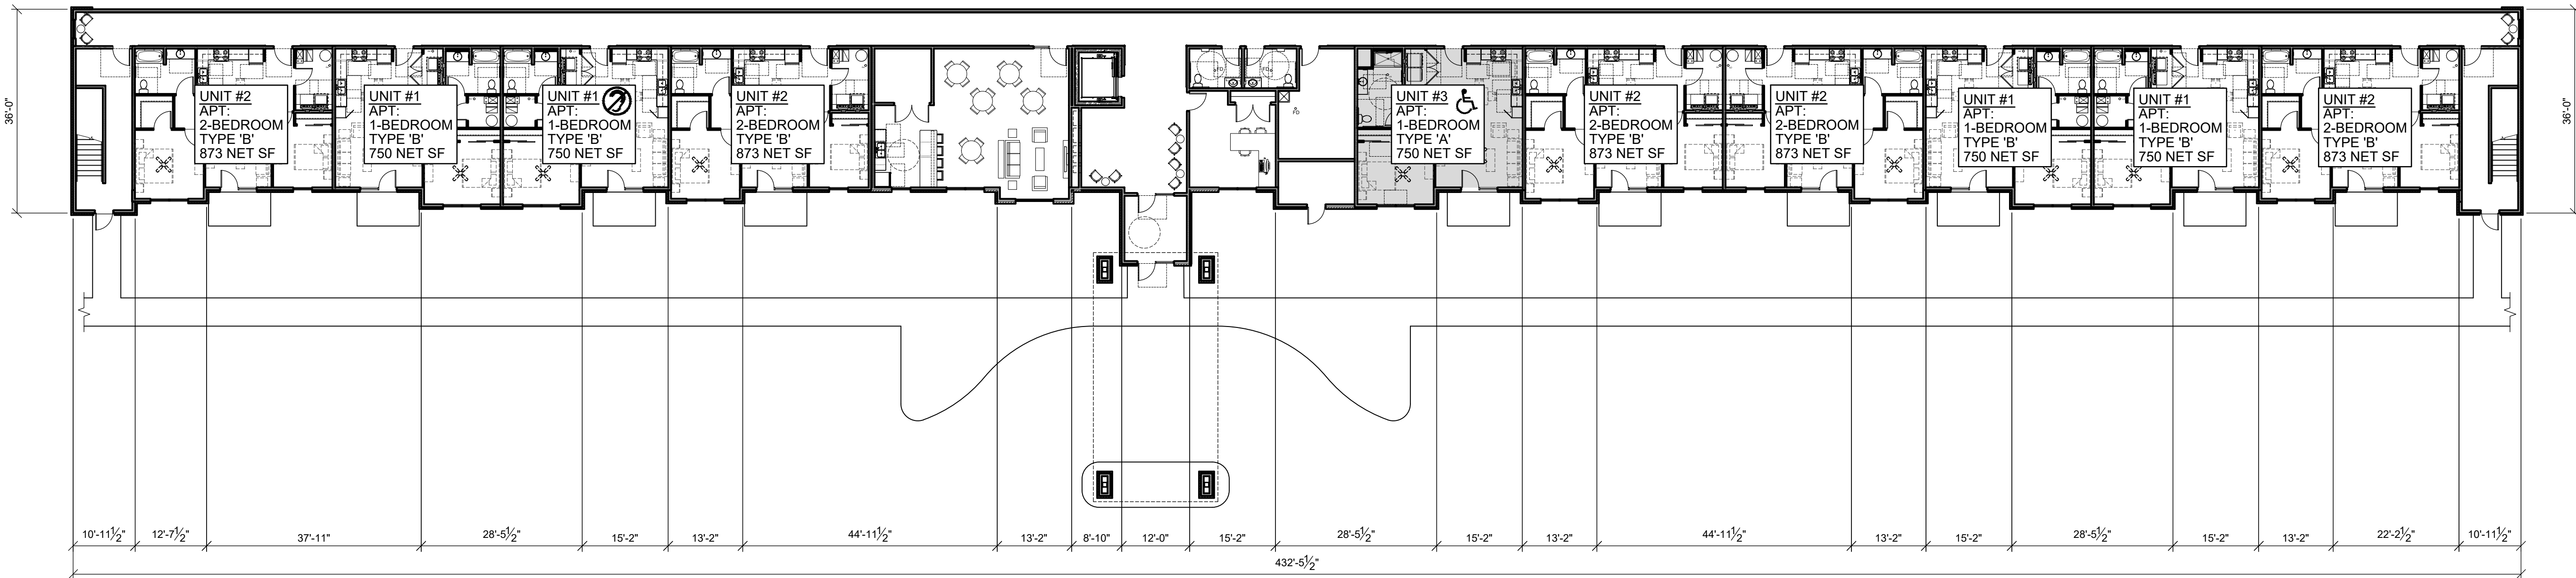 36'-0"
UNIT #2
APT:
2-BEDROOM
TYPE 'B'
873 NET SF
UNIT #1
APT:
1-BEDROOM
TYPE 'B'
750 NET SF
UNIT #1
APT:
1-BEDROOM
TYPE 'B'
750 NET SF
UNIT #2
APT:
2-BEDROOM
TYPE 'B'
873 NET SF
UNIT #3
APT:
1-BEDROOM
TYPE 'A'
750 NET SF
UNIT #2
APT:
2-BEDROOM
TYPE 'B'
873 NET SF
UNIT #2
APT:
2-BEDROOM
TYPE 'B'
873 NET SF
UNIT #1
APT:
1-BEDROOM
TYPE 'B'
750 NET SF
UNIT #1
APT:
1-BEDROOM
TYPE 'B'
750 NET SF
UNIT #2
APT:
2-BEDROOM
TYPE 'B'
873 NET SF
36'-0"
10'-11½" 12'-7½" 37'-11" 28'-5½" 15'-2" 13'-2" 44'-11½" 13'-2" 8'-10" 12'-0" 15'-2" 28'-5½" 15'-2" 13'-2" 44'-11½" 13'-2" 15'-2" 28'-5½" 15'-2" 13'-2" 22'-2½" 10'-11½"
432'-5½"